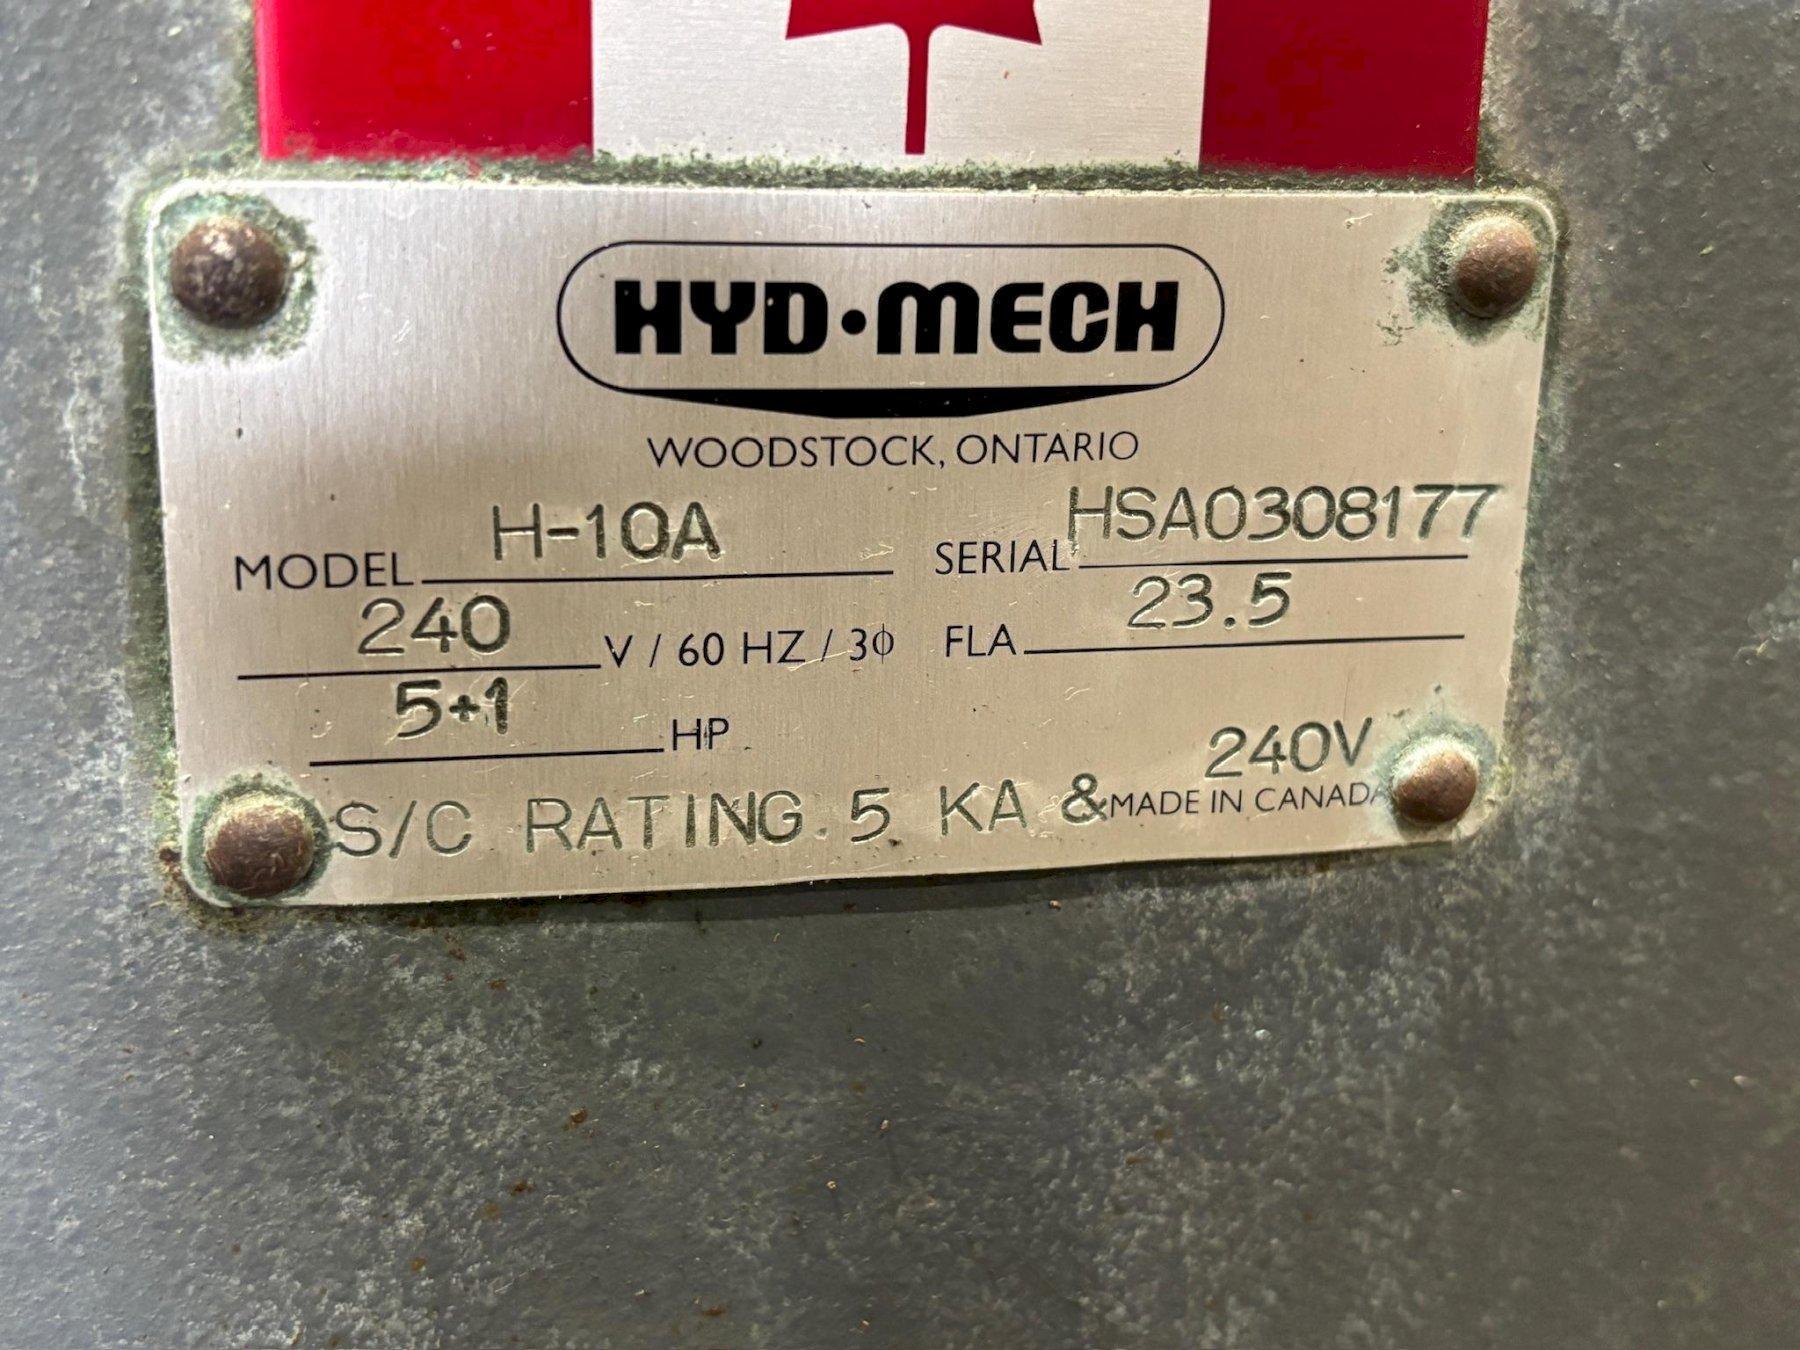 HYD·MECH
WOODSTOCK, ONTARIO
MODEL H-10A SERIAL HSA0308177
240 V / 60 HZ / 3ϕ FLA 23.5
5+1 HP
S/C RATING 5 KA & 240V
MADE IN CANADA